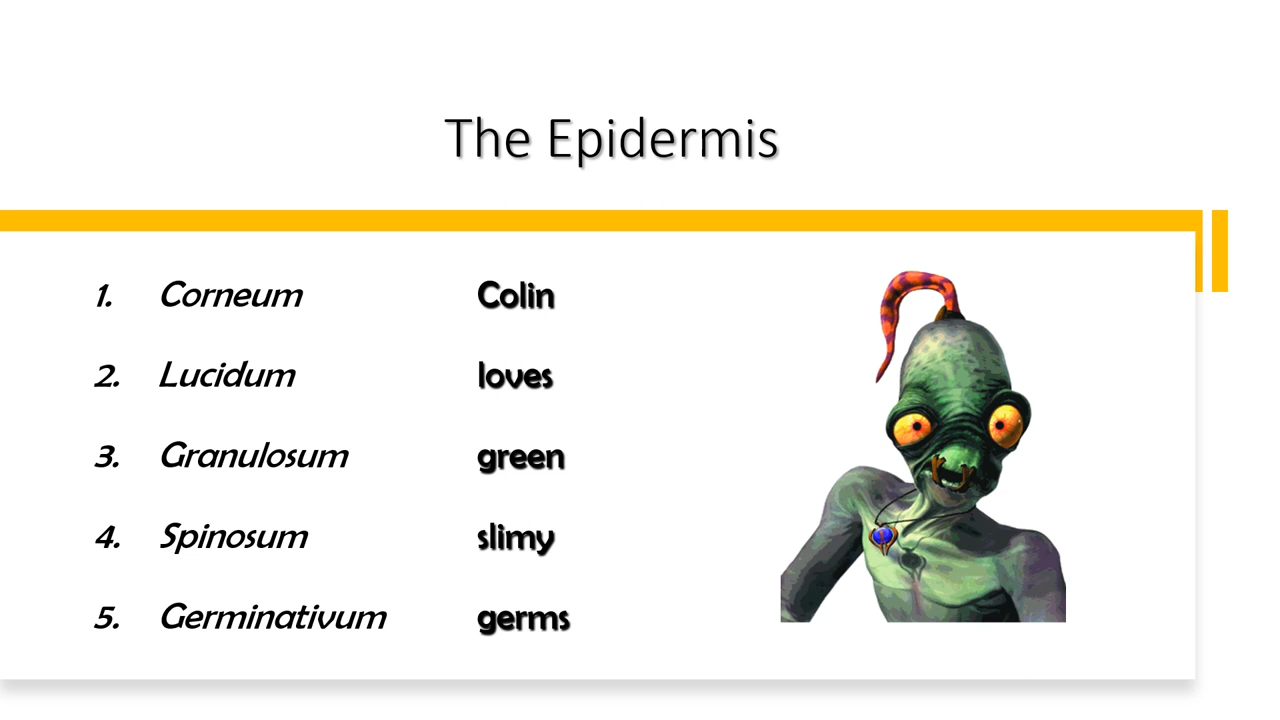 The Epidermis
1. Corneum Colin
2. Lucidum loves
3. Granulosum green
4. Spinosum slimy
5. Germinativum germs